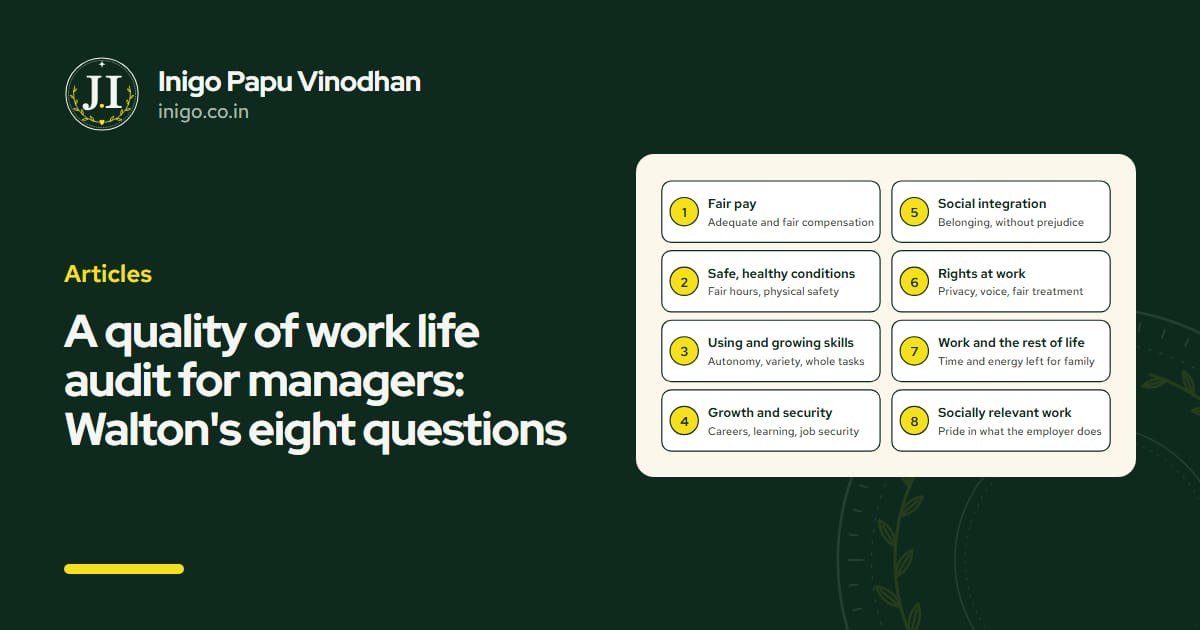 J.I
Inigo Papu Vinodhan
inigo.co.in
Articles
A quality of work life
audit for managers:
Walton's eight questions
1
Fair pay
Adequate and fair compensation
2
Safe, healthy conditions
Fair hours, physical safety
3
Using and growing skills
Autonomy, variety, whole tasks
4
Growth and security
Careers, learning, job security
5
Social integration
Belonging, without prejudice
6
Rights at work
Privacy, voice, fair treatment
7
Work and the rest of life
Time and energy left for family
8
Socially relevant work
Pride in what the employer does